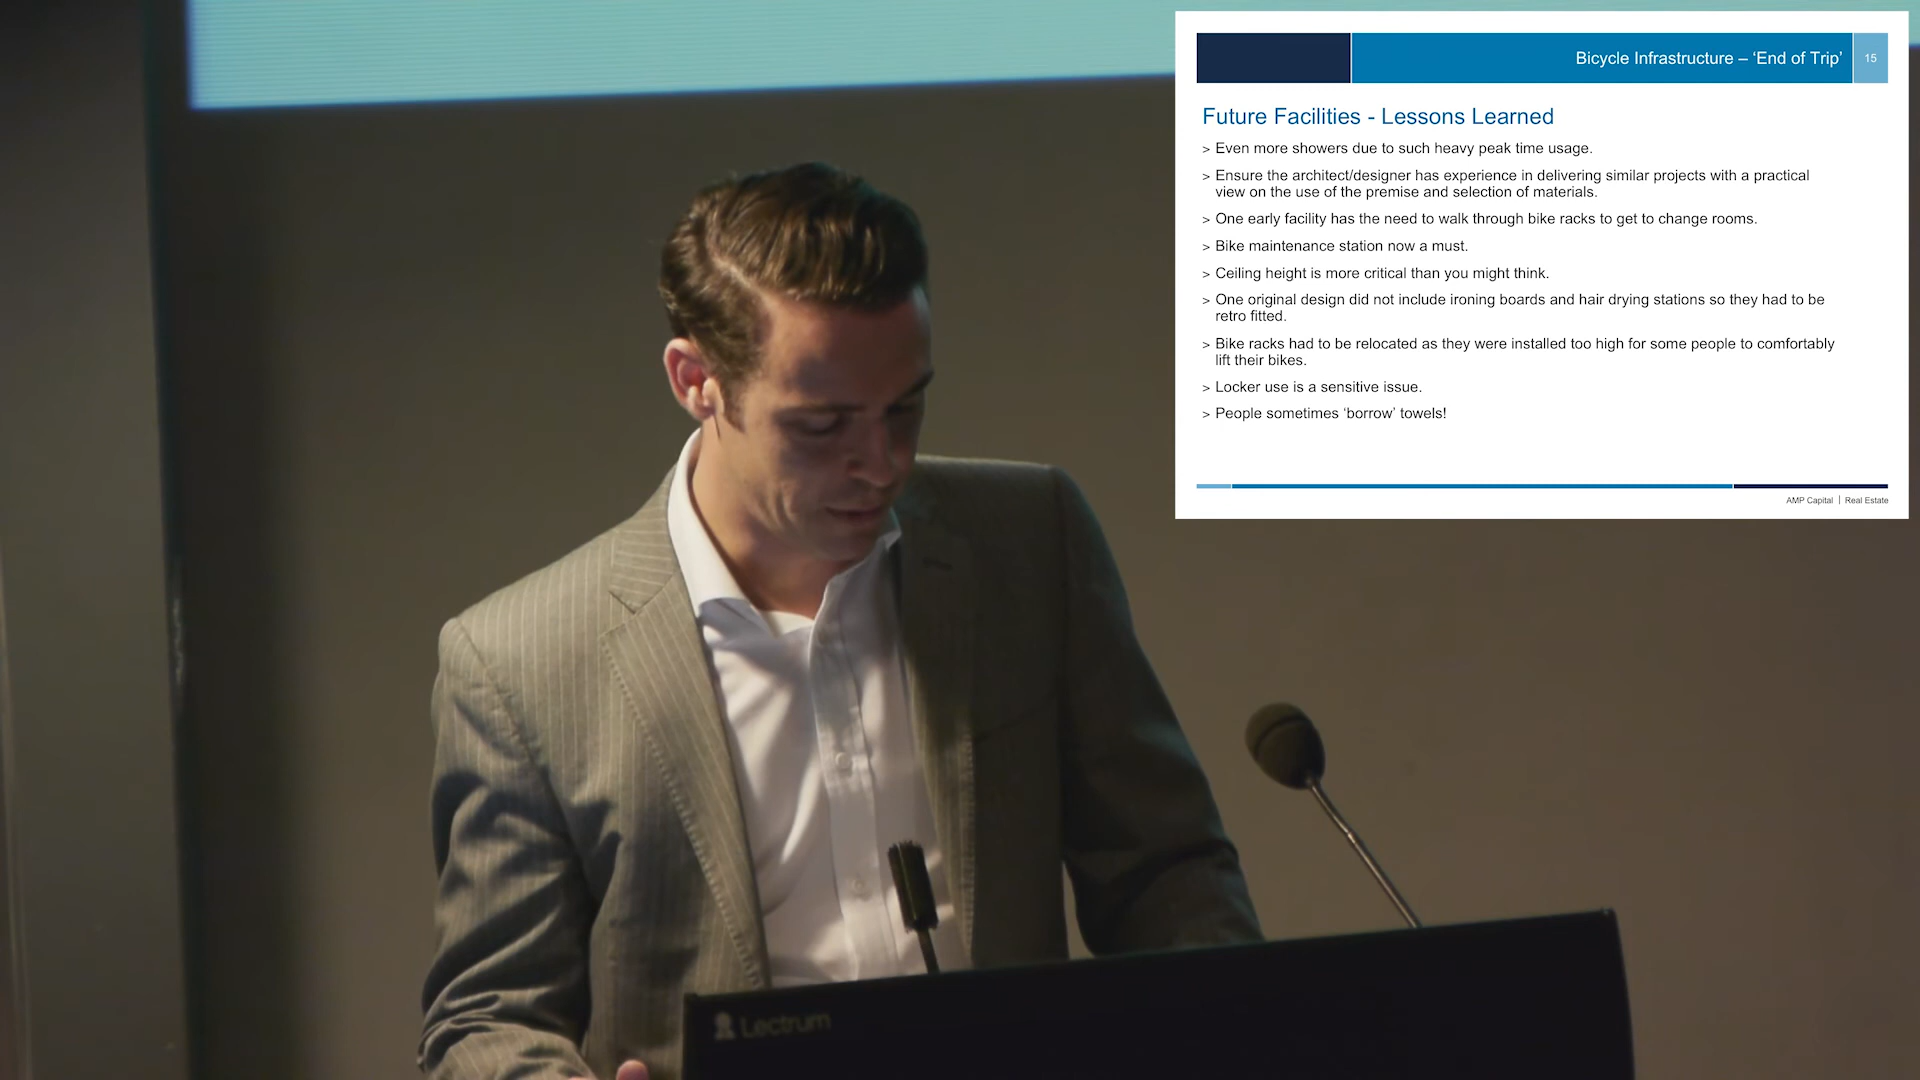 Bicycle Infrastructure – ‘End of Trip’ 15
Future Facilities - Lessons Learned
> Even more showers due to such heavy peak time usage.
> Ensure the architect/designer has experience in delivering similar projects with a practical
view on the use of the premise and selection of materials.
> One early facility has the need to walk through bike racks to get to change rooms.
> Bike maintenance station now a must.
> Ceiling height is more critical than you might think.
> One original design did not include ironing boards and hair drying stations so they had to be
retro fitted.
> Bike racks had to be relocated as they were installed too high for some people to comfortably
lift their bikes.
> Locker use is a sensitive issue.
> People sometimes ‘borrow’ towels!
AMP Capital | Real Estate
Lectrum